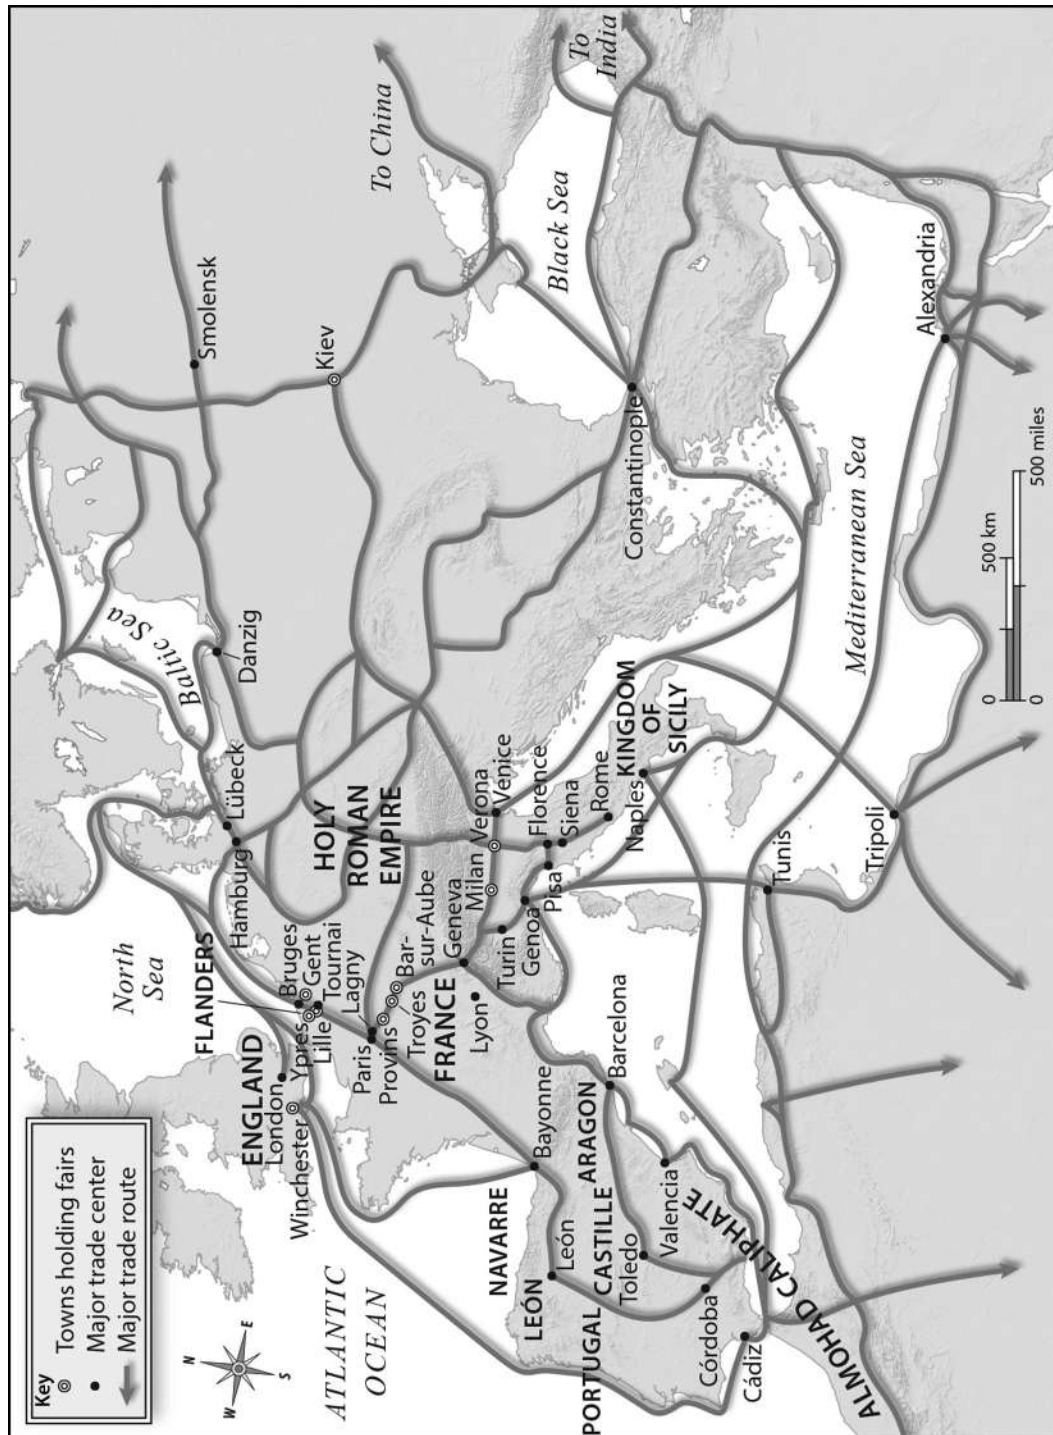 Key
Towns holding fairs
Major trade center
Major trade route
N
E
S
W
ATLANTIC
OCEAN
North
Sea
Baltic Sea
ENGLAND
London
Winchester
FLANDERS
Bruges
Gent
Ypres
Tournai
Lille
Lagny
Paris
Provins
Troyes
Bar-
sur-Aube
FRANCE
Lyon
Geneva
Hamburg
Lübeck
Danzig
Smolensk
Kiev
To China
To
India
Black Sea
Constantinople
HOLY
ROMAN
EMPIRE
Milan
Verona
Venice
Turin
Genoa
Pisa
Florence
Siena
Rome
Naples
KINGDOM
OF
SICILY
Bayonne
NAVARRE
LEÓN
León
CASTILLE
ARAGON
Barcelona
PORTUGAL
Toledo
Valencia
Córdoba
Cádiz
ALMOHAD CALIPHATE
Tunis
Tripoli
Mediterranean Sea
Alexandria
0
500 km
0
500 miles